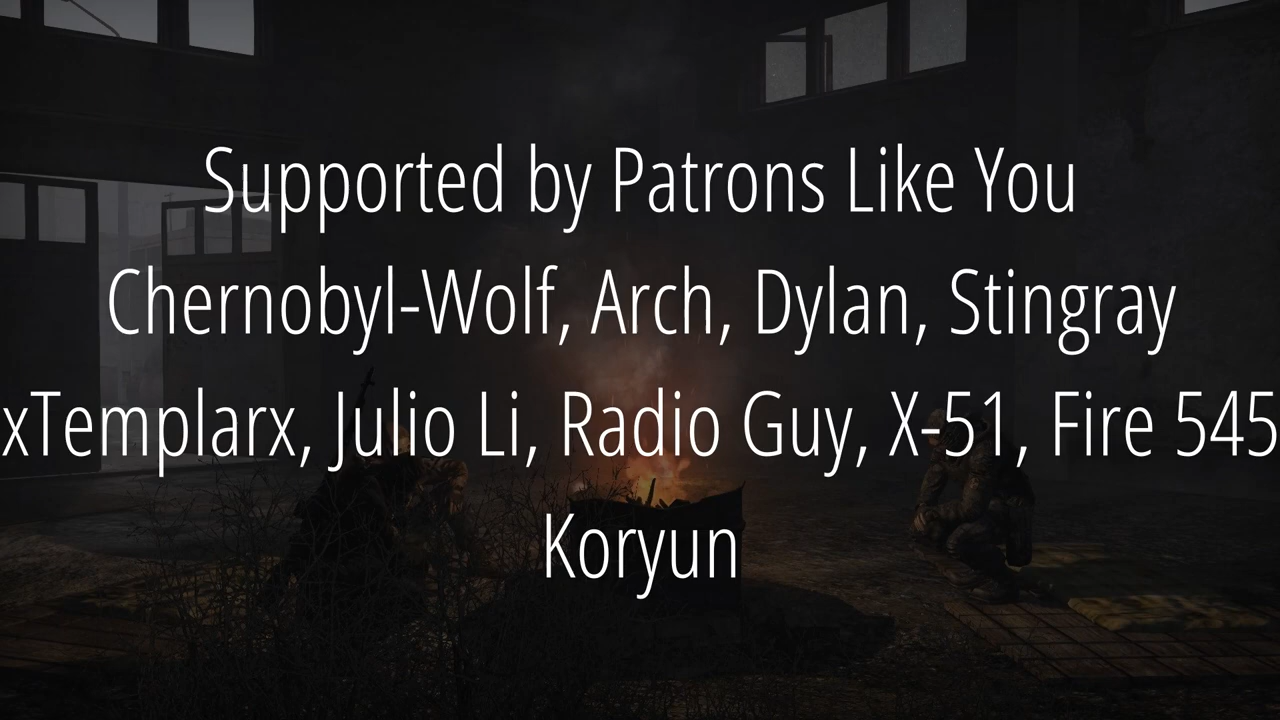 Supported by Patrons Like You
Chernobyl-Wolf, Arch, Dylan, Stingray
xTemplarx, Julio Li, Radio Guy, X-51, Fire 545
Koryun